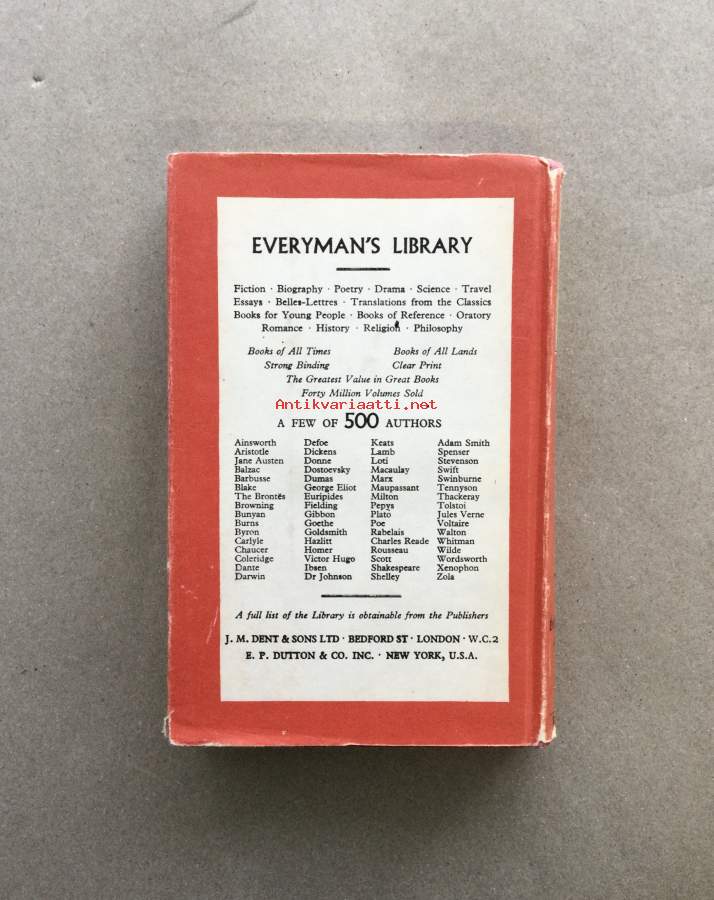 EVERYMAN'S LIBRARY
Fiction · Biography · Poetry · Drama · Science · Travel
Essays · Belles-Lettres · Translations from the Classics
Books for Young People · Books of Reference · Oratory
Romance · History · Religion · Philosophy
Books of All Times Books of All Lands
Strong Binding Clear Print
The Greatest Value in Great Books
Forty Million Volumes Sold
Antikvariaatti.net
A FEW OF 500 AUTHORS
Ainsworth Defoe Keats Adam Smith
Aristotle Dickens Lamb Spenser
Jane Austen Donne Loti Stevenson
Balzac Dostoevsky Macaulay Swift
Barbusse Dumas Marx Swinburne
Blake George Eliot Maupassant Tennyson
The Brontës Euripides Milton Thackeray
Browning Fielding Pepys Tolstoi
Bunyan Gibbon Plato Jules Verne
Burns Goethe Poe Voltaire
Byron Goldsmith Rabelais Walton
Carlyle Hazlitt Charles Reade Whitman
Chaucer Homer Rousseau Wilde
Coleridge Victor Hugo Scott Wordsworth
Dante Ibsen Shakespeare Xenophon
Darwin Dr Johnson Shelley Zola
A full list of the Library is obtainable from the Publishers
J. M. DENT & SONS LTD · BEDFORD ST · LONDON · W.C.2
E. P. DUTTON & CO. INC. · NEW YORK, U.S.A.